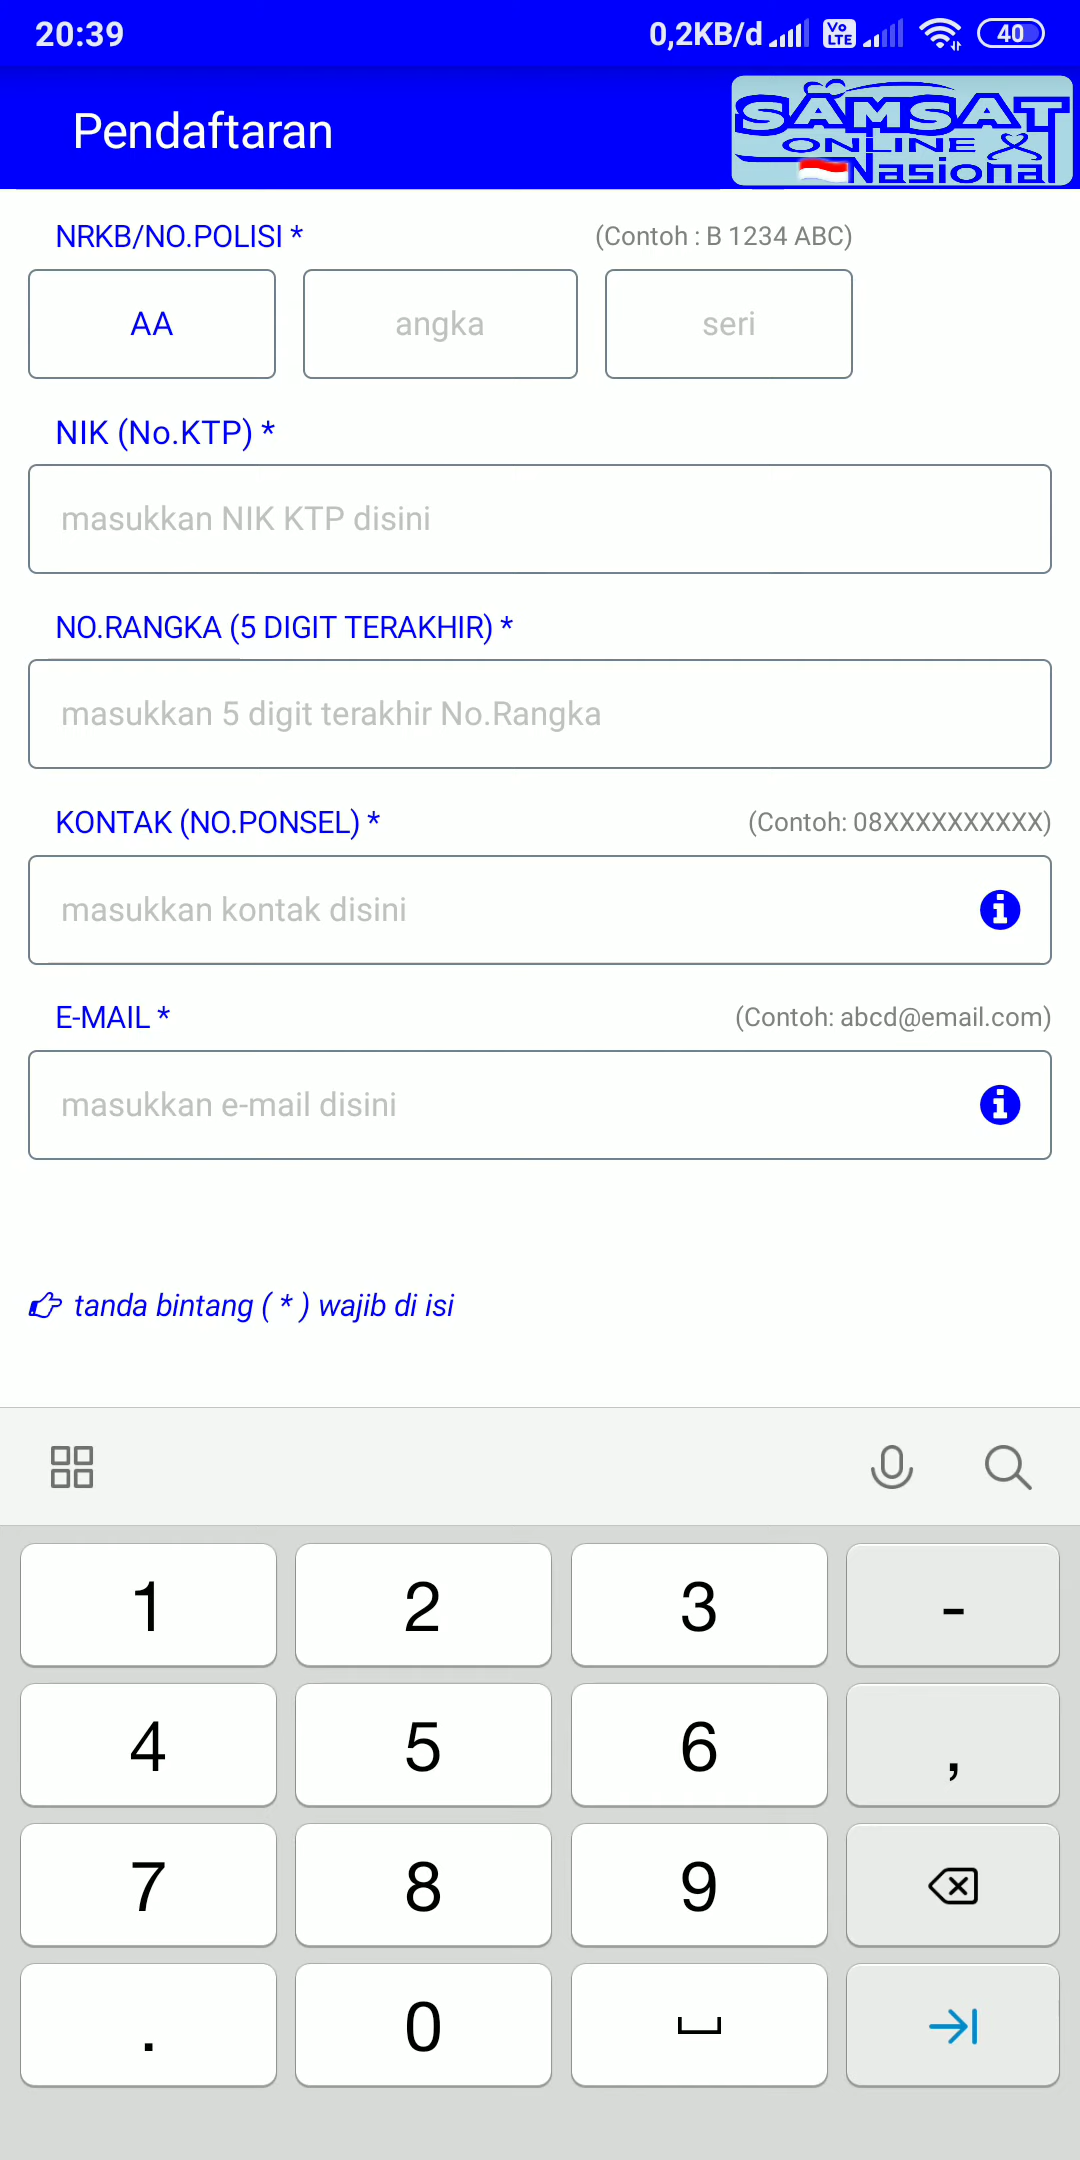 20:39 0,2KB/d Vo LTE 40
Pendaftaran
SAMSAT
ONLINE
Nasional
NRKB/NO.POLISI * (Contoh : B 1234 ABC)
AA angka seri
NIK (No.KTP) *
masukkan NIK KTP disini
NO.RANGKA (5 DIGIT TERAKHIR) *
masukkan 5 digit terakhir No.Rangka
KONTAK (NO.PONSEL) * (Contoh: 08XXXXXXXXXX)
masukkan kontak disini
E-MAIL * (Contoh: abcd@email.com)
masukkan e-mail disini
tanda bintang ( * ) wajib di isi
1 2 3 -
4 5 6 ,
7 8 9
. 0